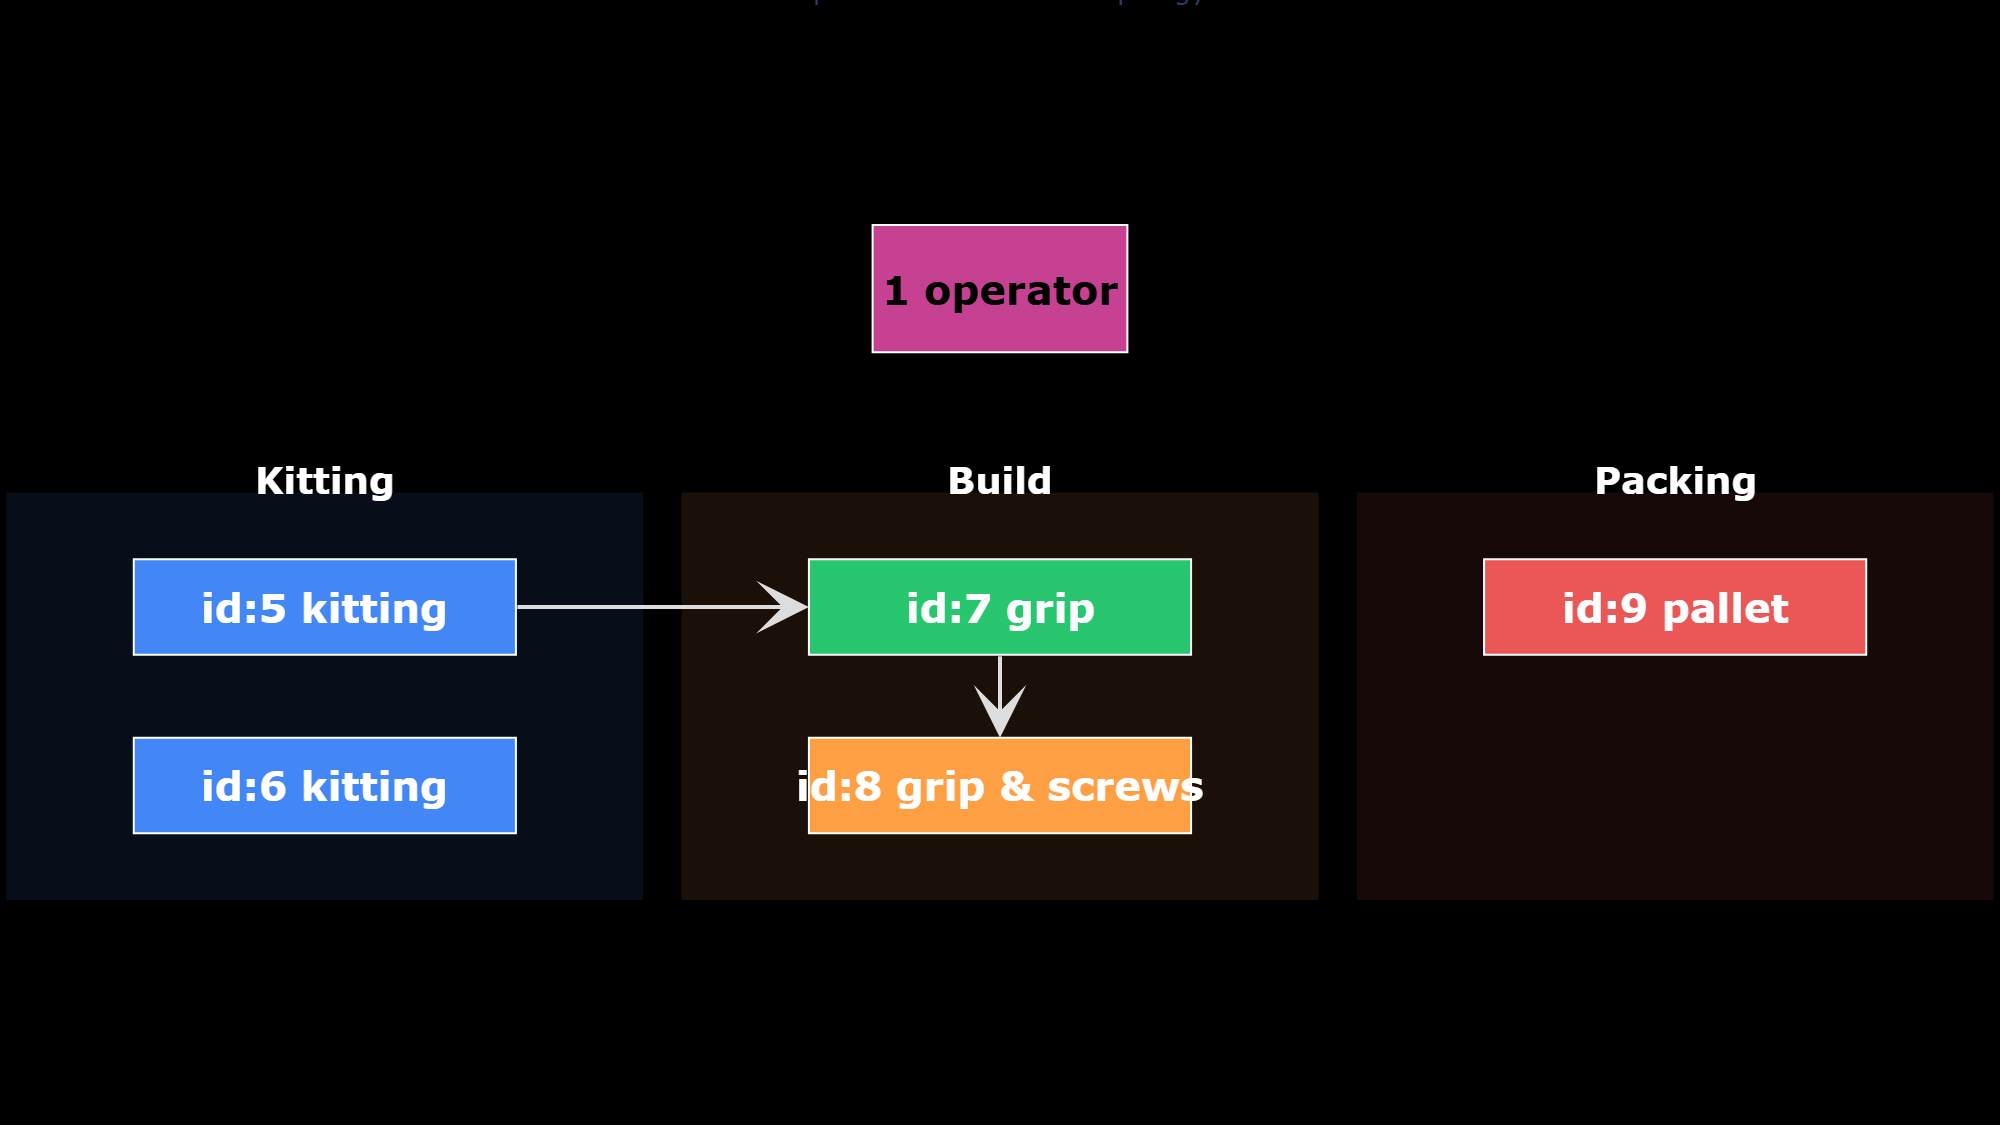 1 operator
Kitting
Build
Packing
id:5 kitting
id:7 grip
id:9 pallet
id:6 kitting
id:8 grip & screws